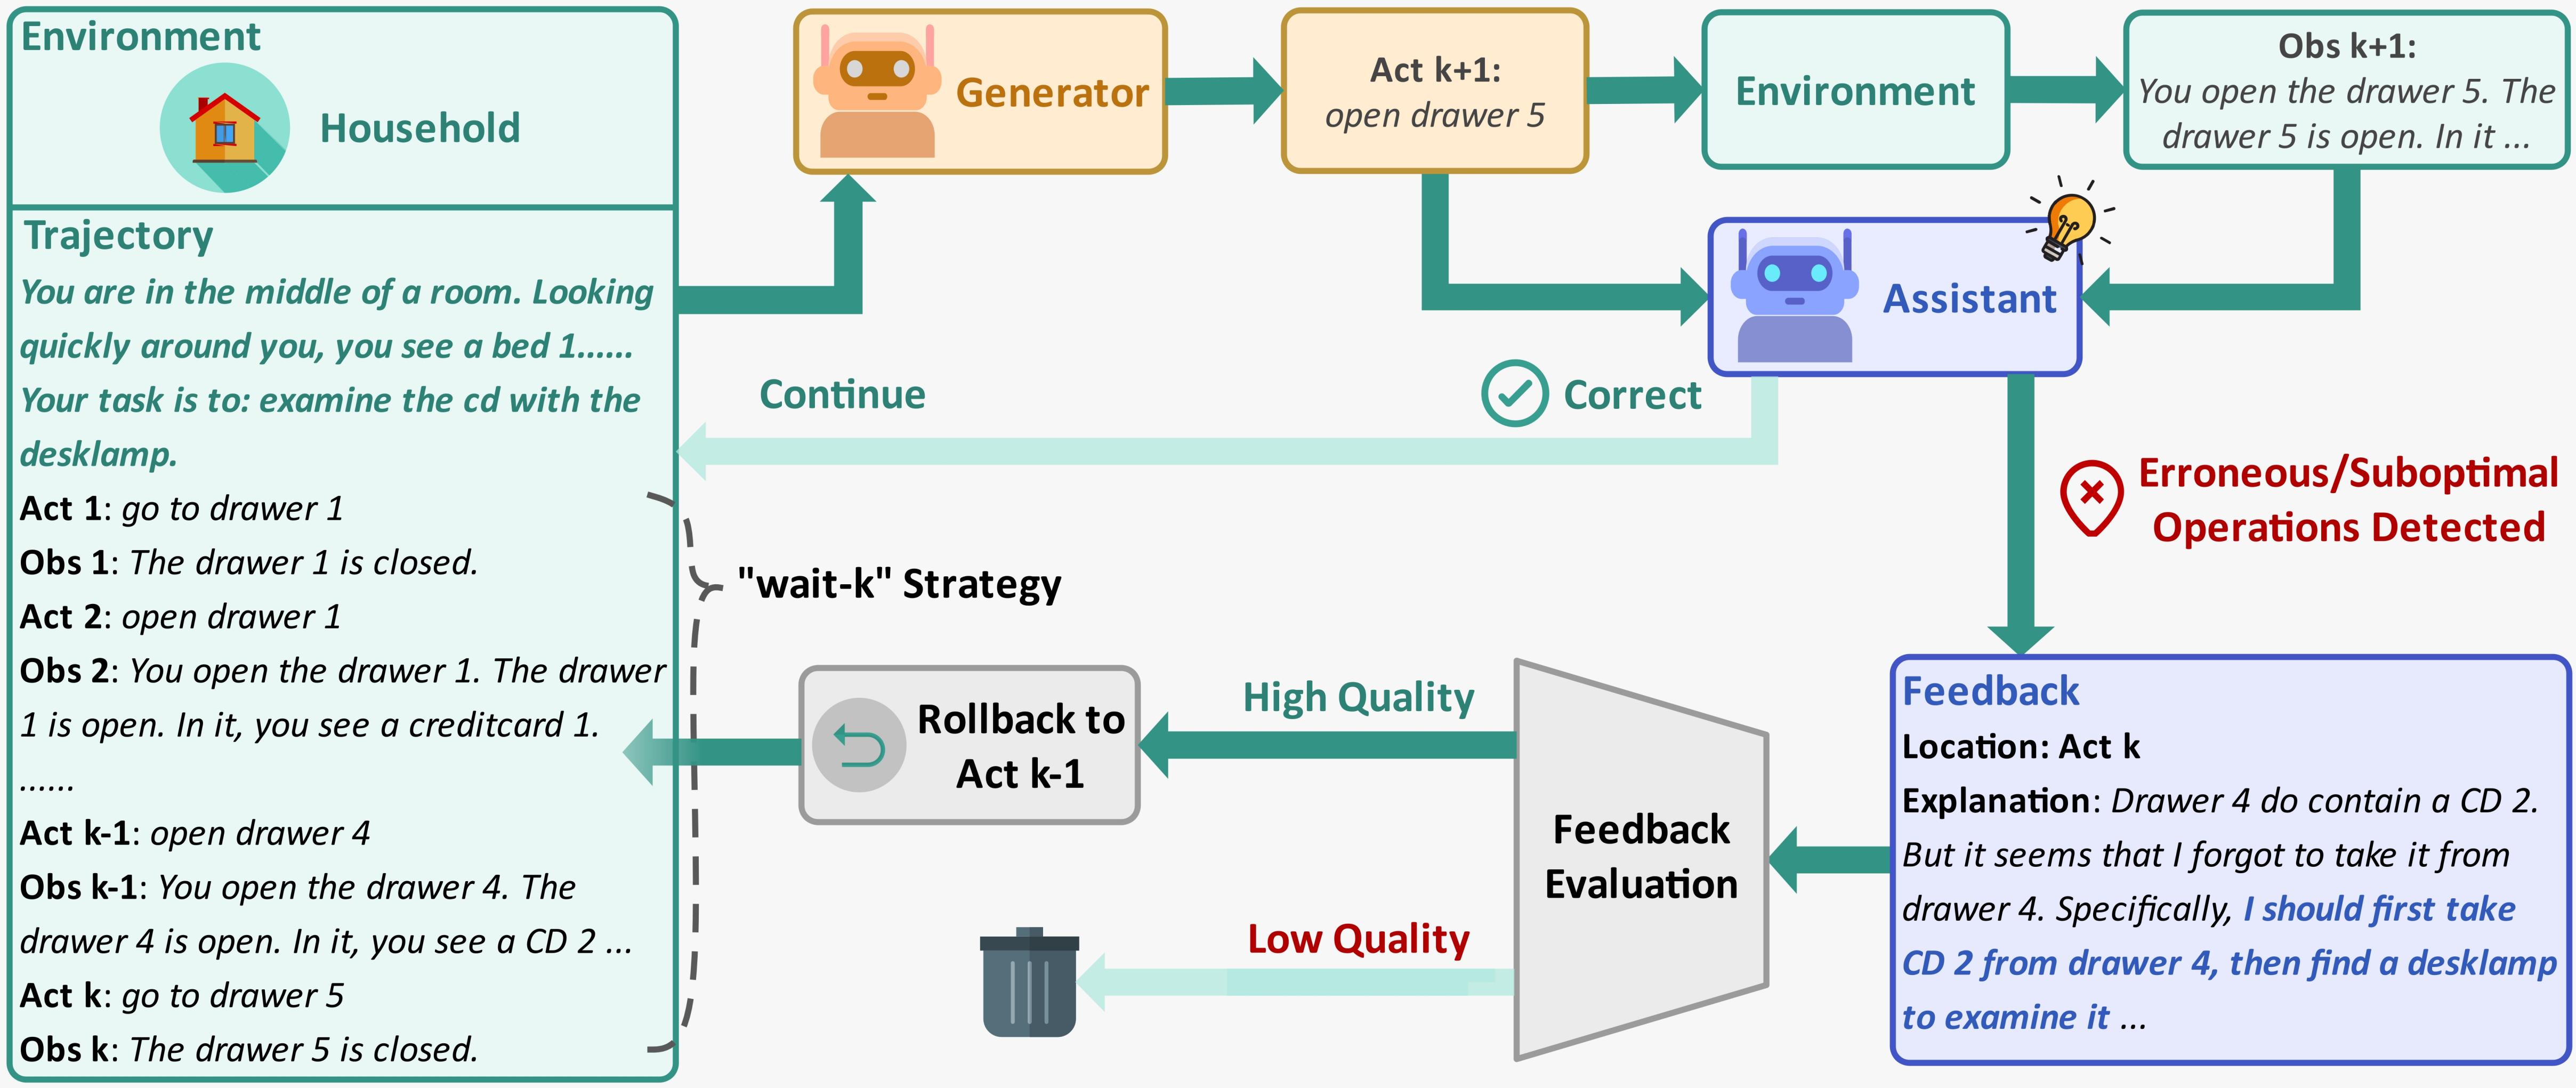 Environment
Household
Trajectory
You are in the middle of a room. Looking
quickly around you, you see a bed 1......
Your task is to: examine the cd with the
desklamp.
Act 1: go to drawer 1
Obs 1: The drawer 1 is closed.
Act 2: open drawer 1
Obs 2: You open the drawer 1. The drawer
1 is open. In it, you see a creditcard 1.
......
Act k-1: open drawer 4
Obs k-1: You open the drawer 4. The
drawer 4 is open. In it, you see a CD 2 ...
Act k: go to drawer 5
Obs k: The drawer 5 is closed.
Generator
Act k+1:
open drawer 5
Environment
Obs k+1:
You open the drawer 5. The
drawer 5 is open. In it ...
Assistant
Continue
Correct
Erroneous/Suboptimal
Operations Detected
"wait-k" Strategy
Rollback to
Act k-1
High Quality
Low Quality
Feedback
Evaluation
Feedback
Location: Act k
Explanation: Drawer 4 do contain a CD 2.
But it seems that I forgot to take it from
drawer 4. Specifically, I should first take
CD 2 from drawer 4, then find a desklamp
to examine it ...